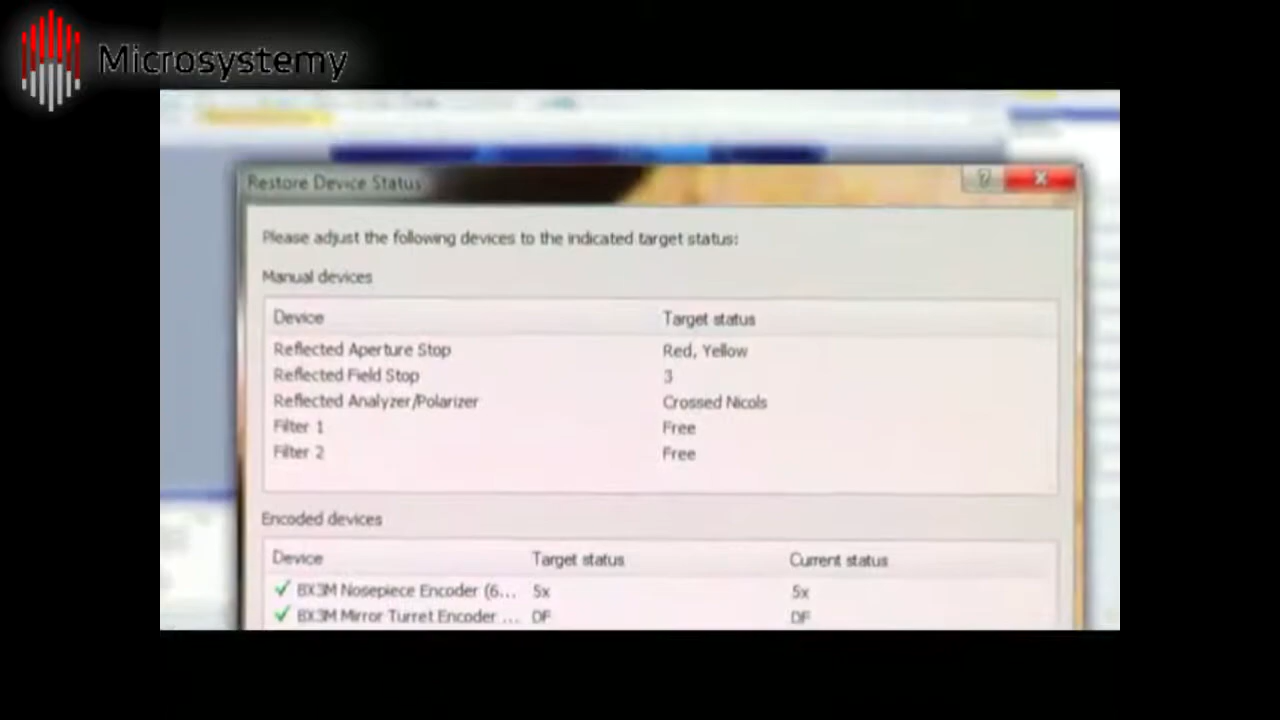 Microsystemy
Restore Device Status
Please adjust the following devices to the indicated target status:
Manual devices
Device Target status
Reflected Aperture Stop Red, Yellow
Reflected Field Stop 3
Reflected Analyzer/Polarizer Crossed Nicols
Filter 1 Free
Filter 2 Free
Encoded devices
Device Target status Current status
BX3M Nosepiece Encoder (6... 5x 5x
BX3M Mirror Turret Encoder ... DF DF